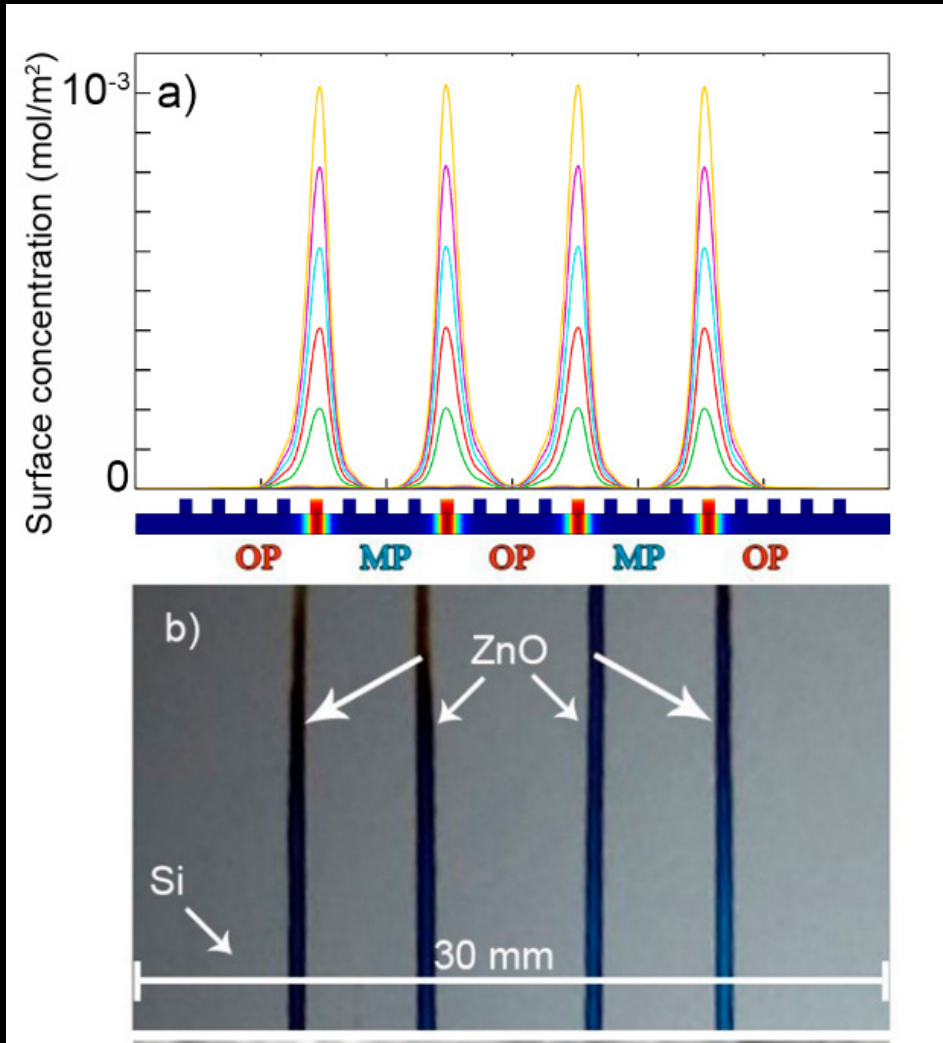 Surface concentration (mol/m²)
10⁻³
a)
0
OP MP OP MP OP
b)
ZnO
Si
30 mm